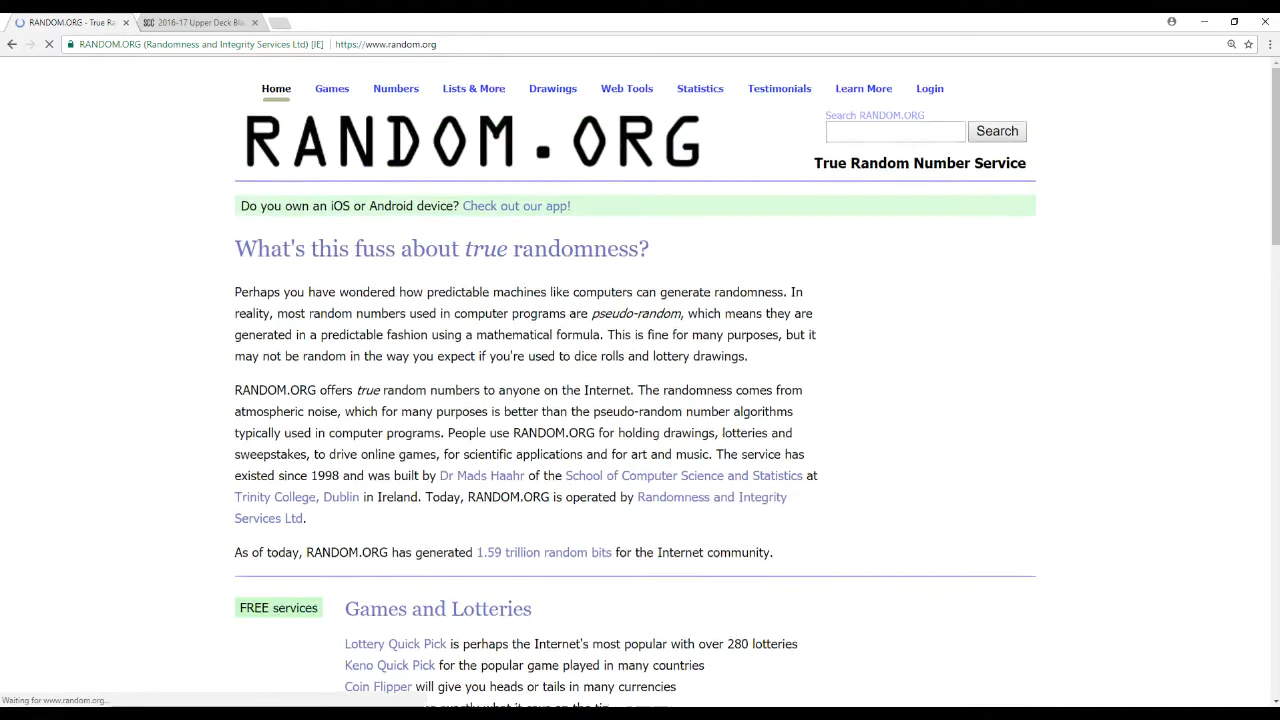 RANDOM.ORG - True Ra
SCC 2016-17 Upper Deck Bla
RANDOM.ORG (Randomness and Integrity Services Ltd) [IE] https://www.random.org
Home Games Numbers Lists & More Drawings Web Tools Statistics Testimonials Learn More Login
RANDOM.ORG
Search RANDOM.ORG
Search
True Random Number Service
Do you own an iOS or Android device? Check out our app!
What's this fuss about true randomness?
Perhaps you have wondered how predictable machines like computers can generate randomness. In
reality, most random numbers used in computer programs are pseudo-random, which means they are
generated in a predictable fashion using a mathematical formula. This is fine for many purposes, but it
may not be random in the way you expect if you're used to dice rolls and lottery drawings.
RANDOM.ORG offers true random numbers to anyone on the Internet. The randomness comes from
atmospheric noise, which for many purposes is better than the pseudo-random number algorithms
typically used in computer programs. People use RANDOM.ORG for holding drawings, lotteries and
sweepstakes, to drive online games, for scientific applications and for art and music. The service has
existed since 1998 and was built by Dr Mads Haahr of the School of Computer Science and Statistics at
Trinity College, Dublin in Ireland. Today, RANDOM.ORG is operated by Randomness and Integrity
Services Ltd.
As of today, RANDOM.ORG has generated 1.59 trillion random bits for the Internet community.
FREE services
Games and Lotteries
Lottery Quick Pick is perhaps the Internet's most popular with over 280 lotteries
Keno Quick Pick for the popular game played in many countries
Coin Flipper will give you heads or tails in many currencies
Waiting for www.random.org...